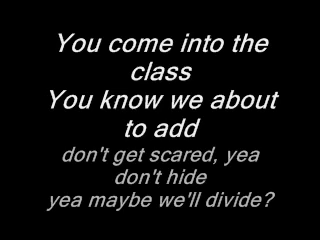 You come into the
class
You know we about
to add
don't get scared, yea
don't hide
yea maybe we'll divide?